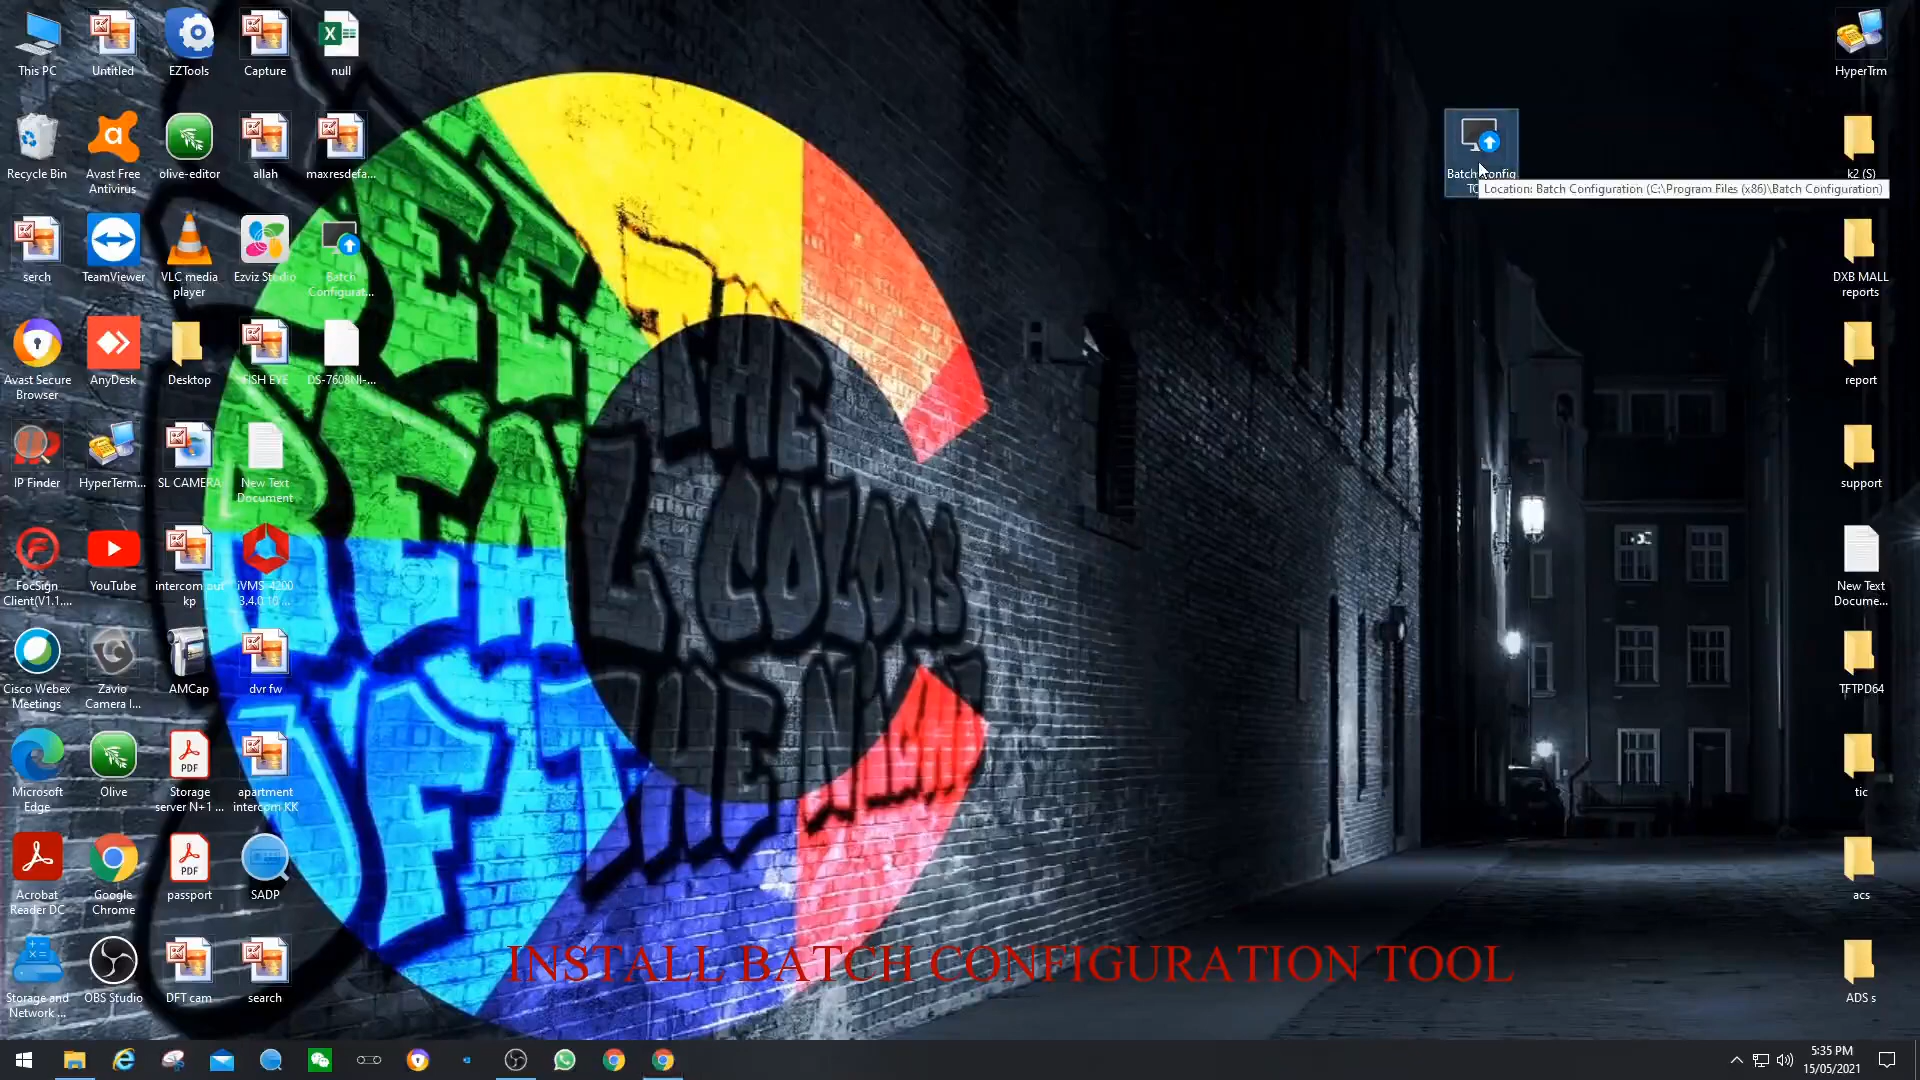 This PC
Untitled
EZTools
Capture
null
HyperTrm
Recycle Bin
Avast Free
Antivirus
olive-editor
allah
maxresdefa...
Batch Config
k2 (S)
Location: Batch Configuration (C:\Program Files (x86)\Batch Configuration)
serch
TeamViewer
VLC media
player
Ezviz Studio
Batch
Configurat...
DXB MALL
reports
Avast Secure
Browser
AnyDesk
Desktop
FISH EYE
DS-7608NI-...
report
IP Finder
HyperTerm...
SL CAMERA
New Text
Document
support
FocSign
Client(V1.1....
YouTube
intercom aut
kp
iVMS-4200
3.4.0.10 ...
New Text
Docume...
Cisco Webex
Meetings
Zavio
Camera I...
AMCap
dvr fw
TFTPD64
Microsoft
Edge
Olive
PDF
Storage
server N+1 ...
apartment
intercom KK
tic
Acrobat
Reader DC
Google
Chrome
PDF
passport
SADP
acs
Storage and
Network ...
OBS Studio
DFT cam
search
ADS s
THE
COLORS
INSTALL BATCH CONFIGURATION TOOL
5:35 PM
15/05/2021